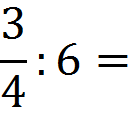 3/4 : 6 =